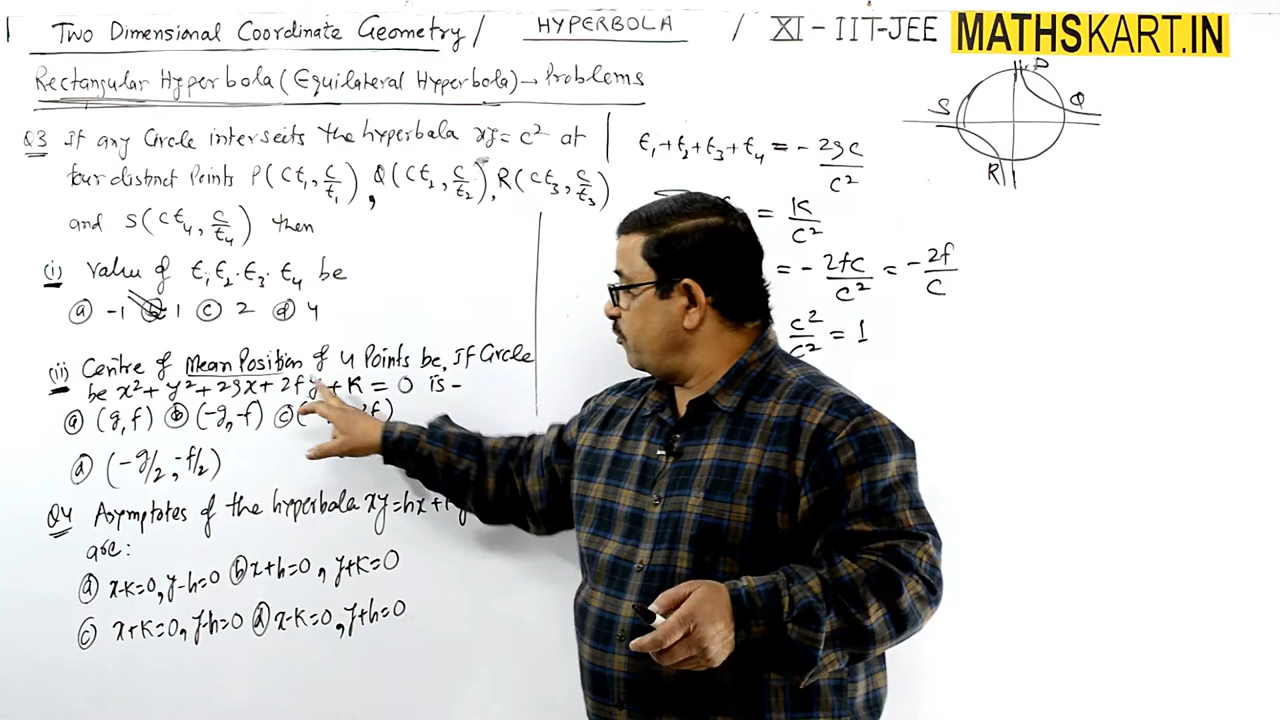 Two Dimensional Coordinate Geometry / HYPERBOLA / XI - IIT-JEE MATHSKART.IN
Rectangular Hyperbola (Equilateral Hyperbola) → Problems
Q3 If any Circle intersects the hyperbola xy = c² at
four distinct Points P(ct₁, c/t₁), Q(ct₂, c/t₂), R(ct₃, c/t₃)
and S(ct₄, c/t₄) then
(i) Value of t₁t₂·t₃·t₄ be
(a) -1 (b) 1 (c) 2 (d) 4
(ii) Centre of Mean Position of 4 Points be, If Circle
be x² + y² + 2gx + 2fy + K = 0 is -
(a) (g, f) (b) (-g, -f) (c) (
(d) (-g/2, -f/2)
Q4 Asymptotes of the hyperbola xy = hx +
are:
(a) x-K=0, y-h=0 (b) x+h=0, y+K=0
(c) x+K=0, y-h=0 (d) x-K=0, y+h=0
t₁+t₂+t₃+t₄ = - 2gc/c²
= K/c²
= - 2fc/c² = - 2f/c
c²/c² = 1
P
S
Q
R